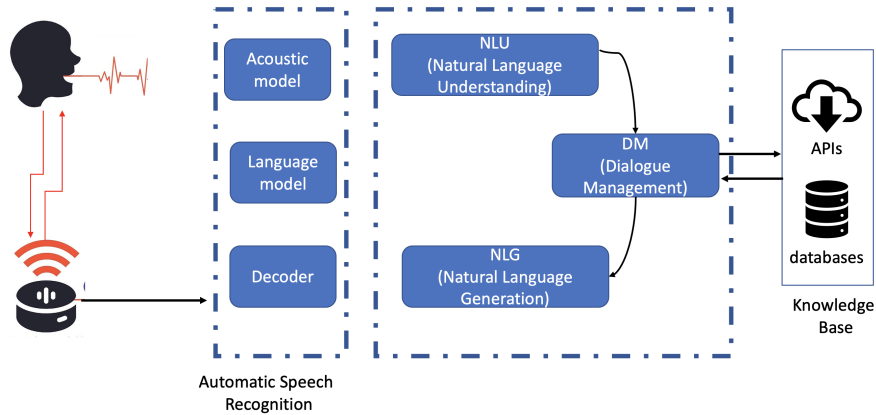 Acoustic
model
Language
model
Decoder
Automatic Speech
Recognition
NLU
(Natural Language
Understanding)
DM
(Dialogue
Management)
NLG
(Natural Language
Generation)
APIs
databases
Knowledge
Base